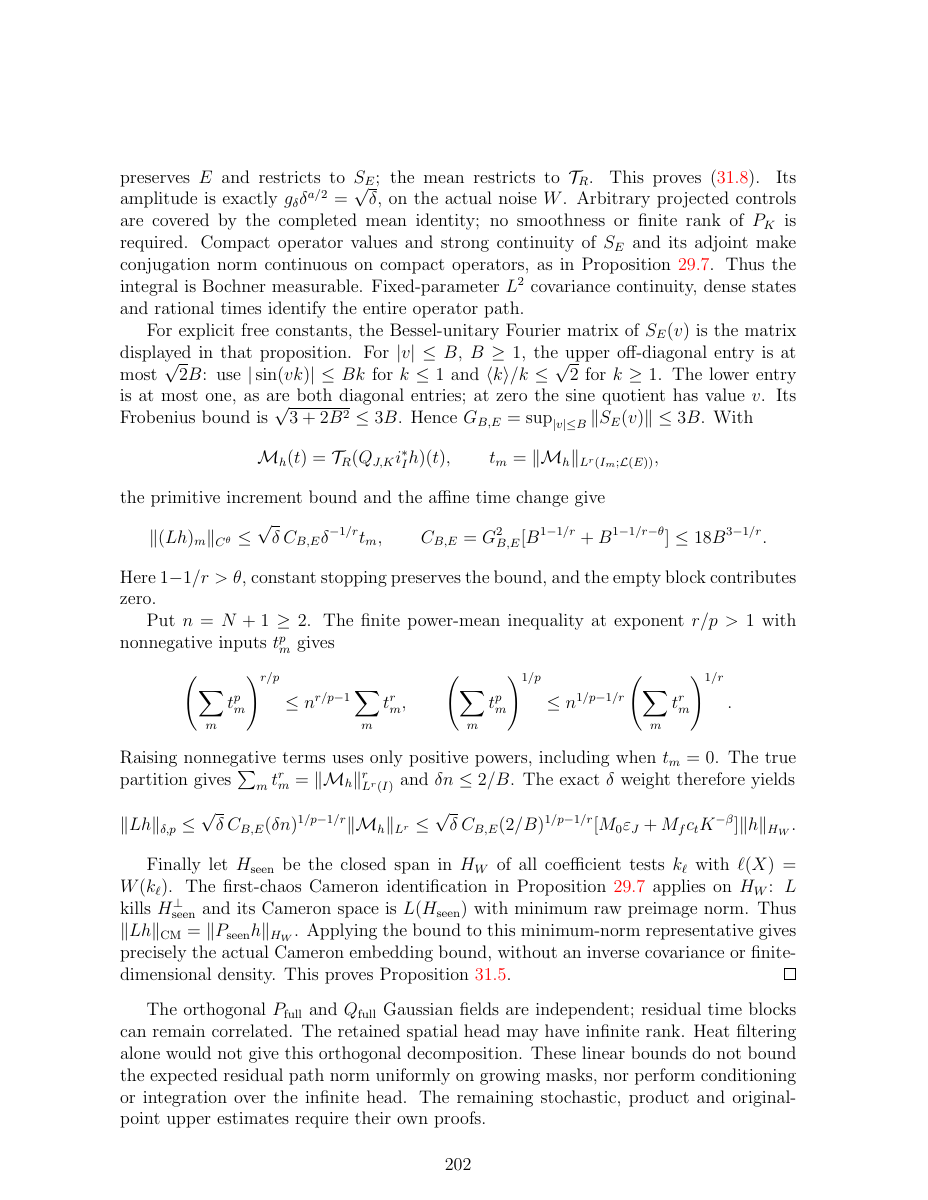 preserves E and restricts to S_E; the mean restricts to 𝒯_R. This proves (31.8). Its
amplitude is exactly g_δδ^{a/2} = √δ, on the actual noise W. Arbitrary projected controls
are covered by the completed mean identity; no smoothness or finite rank of P_K is
required. Compact operator values and strong continuity of S_E and its adjoint make
conjugation norm continuous on compact operators, as in Proposition 29.7. Thus the
integral is Bochner measurable. Fixed-parameter L² covariance continuity, dense states
and rational times identify the entire operator path.
For explicit free constants, the Bessel-unitary Fourier matrix of S_E(v) is the matrix
displayed in that proposition. For |v| ≤ B, B ≥ 1, the upper off-diagonal entry is at
most √2B: use | sin(vk)| ≤ Bk for k ≤ 1 and ⟨k⟩/k ≤ √2 for k ≥ 1. The lower entry
is at most one, as are both diagonal entries; at zero the sine quotient has value v. Its
Frobenius bound is √(3 + 2B²) ≤ 3B. Hence G_{B,E} = sup_{|v|≤B} ‖S_E(v)‖ ≤ 3B. With
ℳ_h(t) = 𝒯_R(Q_{J,K}i_I^*h)(t), t_m = ‖ℳ_h‖_{L^r(I_m;ℒ(E))},
the primitive increment bound and the affine time change give
‖(Lh)_m‖_{C^θ} ≤ √δ C_{B,E}δ^{−1/r}t_m, C_{B,E} = G_{B,E}^2[B^{1−1/r} + B^{1−1/r−θ}] ≤ 18B^{3−1/r}.
Here 1−1/r > θ, constant stopping preserves the bound, and the empty block contributes
zero.
Put n = N + 1 ≥ 2. The finite power-mean inequality at exponent r/p > 1 with
nonnegative inputs t_m^p gives
(∑_m t_m^p)^{r/p} ≤ n^{r/p−1} ∑_m t_m^r, (∑_m t_m^p)^{1/p} ≤ n^{1/p−1/r} (∑_m t_m^r)^{1/r}.
Raising nonnegative terms uses only positive powers, including when t_m = 0. The true
partition gives ∑_m t_m^r = ‖ℳ_h‖_{L^r(I)}^r and δn ≤ 2/B. The exact δ weight therefore yields
‖Lh‖_{δ,p} ≤ √δ C_{B,E}(δn)^{1/p−1/r}‖ℳ_h‖_{L^r} ≤ √δ C_{B,E}(2/B)^{1/p−1/r}[M_0ε_J + M_fc_tK^{−β}]‖h‖_{H_W}.
Finally let H_seen be the closed span in H_W of all coefficient tests k_ℓ with ℓ(X) =
W(k_ℓ). The first-chaos Cameron identification in Proposition 29.7 applies on H_W: L
kills H_seen^⊥ and its Cameron space is L(H_seen) with minimum raw preimage norm. Thus
‖Lh‖_CM = ‖P_seen h‖_{H_W}. Applying the bound to this minimum-norm representative gives
precisely the actual Cameron embedding bound, without an inverse covariance or finite-
dimensional density. This proves Proposition 31.5. □
The orthogonal P_full and Q_full Gaussian fields are independent; residual time blocks
can remain correlated. The retained spatial head may have infinite rank. Heat filtering
alone would not give this orthogonal decomposition. These linear bounds do not bound
the expected residual path norm uniformly on growing masks, nor perform conditioning
or integration over the infinite head. The remaining stochastic, product and original-
point upper estimates require their own proofs.
202